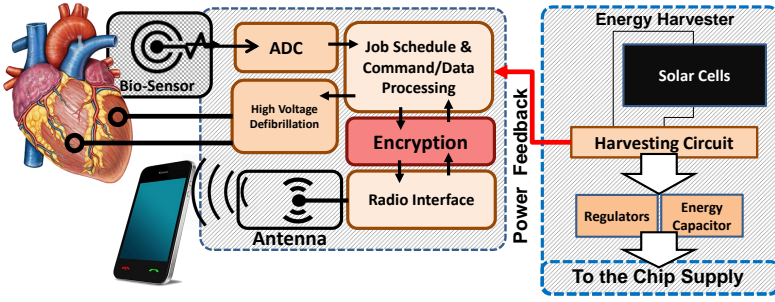 Bio-Sensor
ADC
Job Schedule &
Command/Data
Processing
High Voltage
Defibrillation
Encryption
Radio Interface
Antenna
Power Feedback
Energy Harvester
Solar Cells
Harvesting Circuit
Regulators
Energy
Capacitor
To the Chip Supply